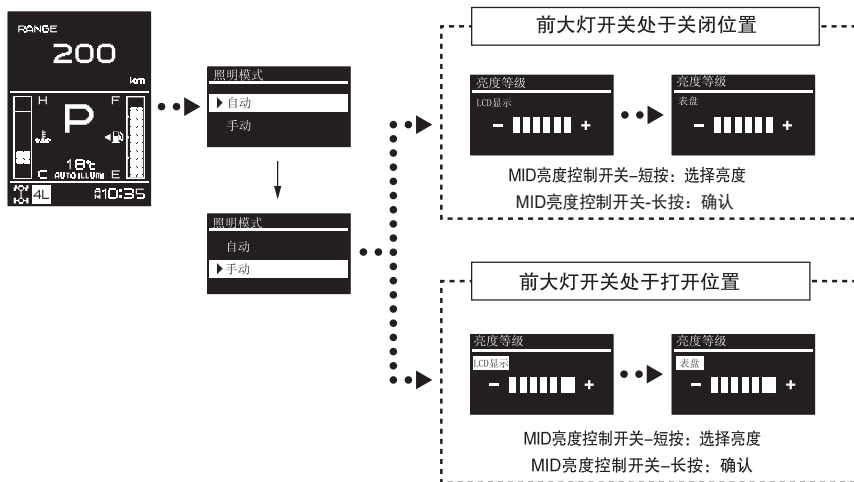 RANGE
200
km
H
F
P
18℃
C
AUTO ILLUMI
E
4L
AM10:35
照明模式
自动
手动
照明模式
自动
手动
前大灯开关处于关闭位置
亮度等级
LCD显示
− +
亮度等级
表盘
− +
MID亮度控制开关–短按：选择亮度
MID亮度控制开关-长按：确认
前大灯开关处于打开位置
亮度等级
LCD显示
− +
亮度等级
表盘
− +
MID亮度控制开关–短按：选择亮度
MID亮度控制开关–长按：确认